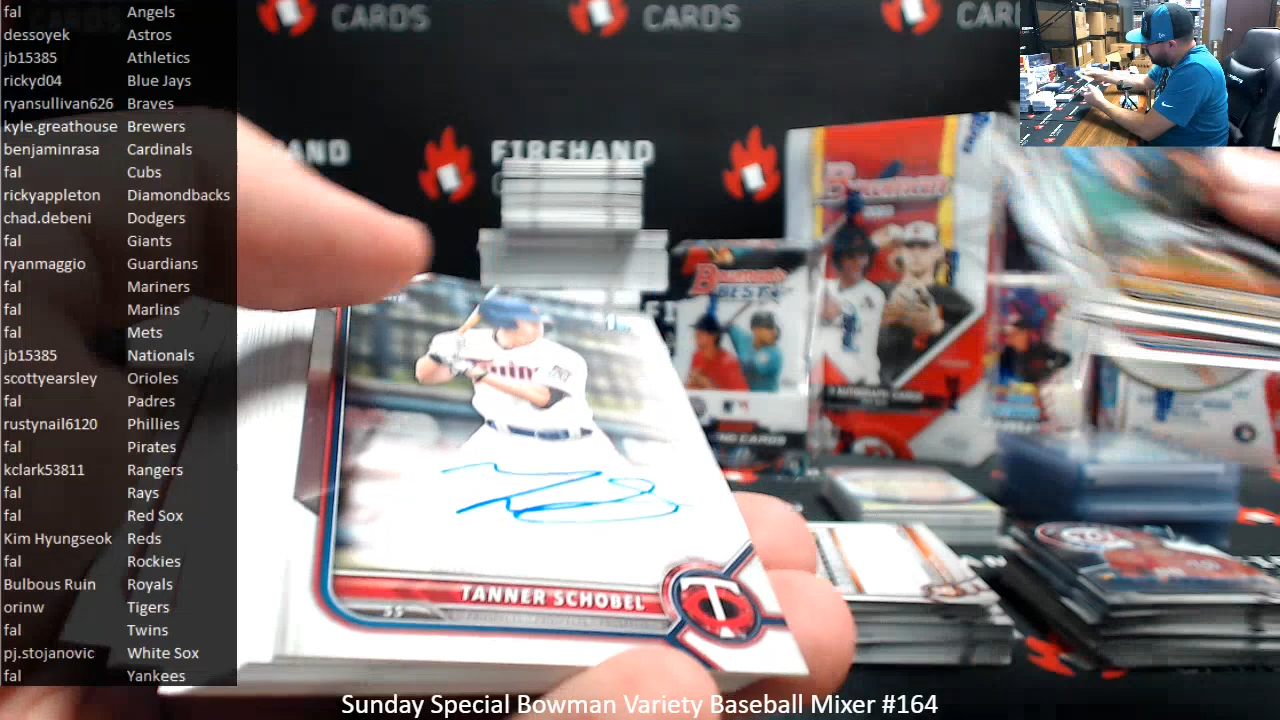 fal Angels
dessoyek Astros
jb15385 Athletics
rickyd04 Blue Jays
ryansullivan626 Braves
kyle.greathouse Brewers
benjaminrasa Cardinals
fal Cubs
rickyappleton Diamondbacks
chad.debeni Dodgers
fal Giants
ryanmaggio Guardians
fal Mariners
fal Marlins
fal Mets
jb15385 Nationals
scottyearsley Orioles
fal Padres
rustynail6120 Phillies
fal Pirates
kclark53811 Rangers
fal Rays
fal Red Sox
Kim Hyungseok Reds
fal Rockies
Bulbous Ruin Royals
orinw Tigers
fal Twins
pj.stojanovic White Sox
fal Yankees
CARDS
CARDS
CAR
HAND
FIREHAND
Bowman
Bowman's
BEST
TANNER SCHOBEL
SS
T C
Sunday Special Bowman Variety Baseball Mixer #164